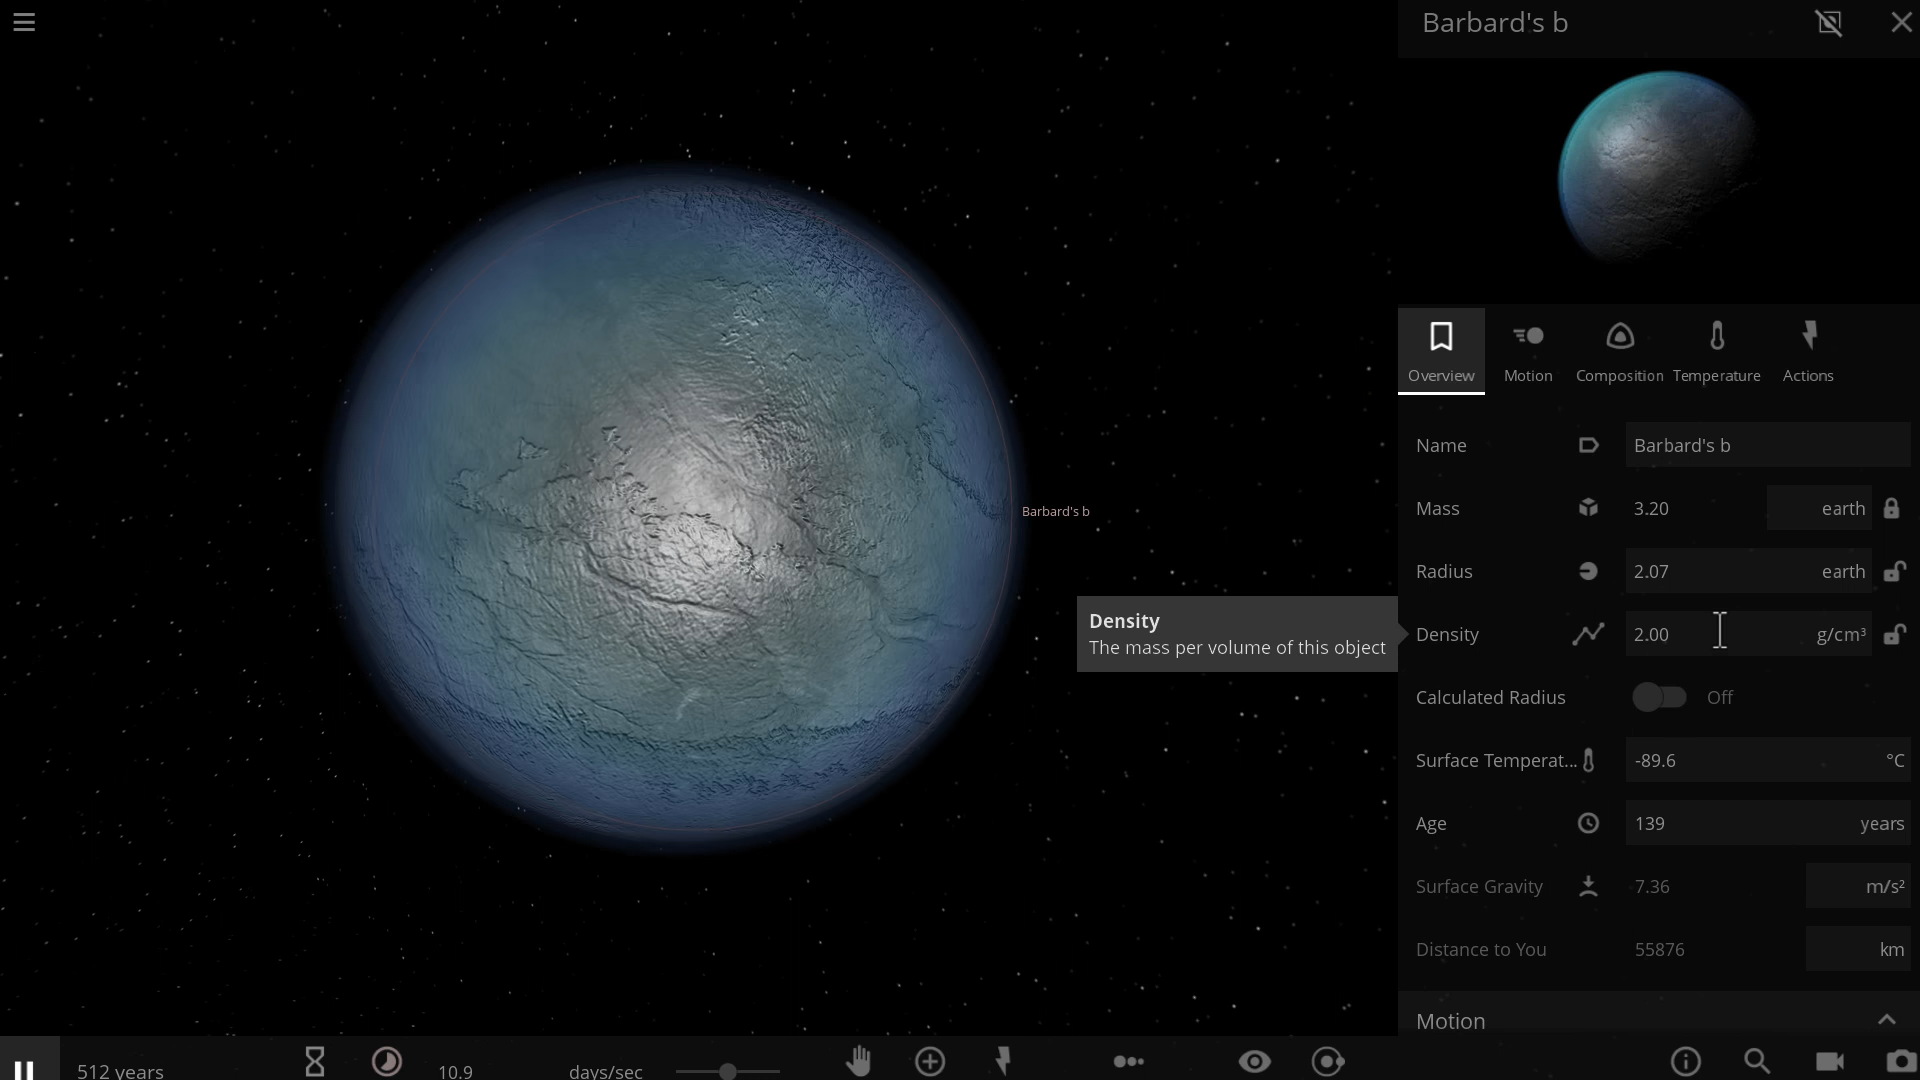 Barbard's b
Overview
Motion
Composition
Temperature
Actions
Name
Barbard's b
Mass
3.20
earth
Radius
2.07
earth
Density
2.00
g/cm³
Calculated Radius
Off
Surface Temperat...
-89.6
°C
Age
139
years
Surface Gravity
7.36
m/s²
Distance to You
55876
km
Motion
Barbard's b
Density
The mass per volume of this object
512 years
10.9
days/sec